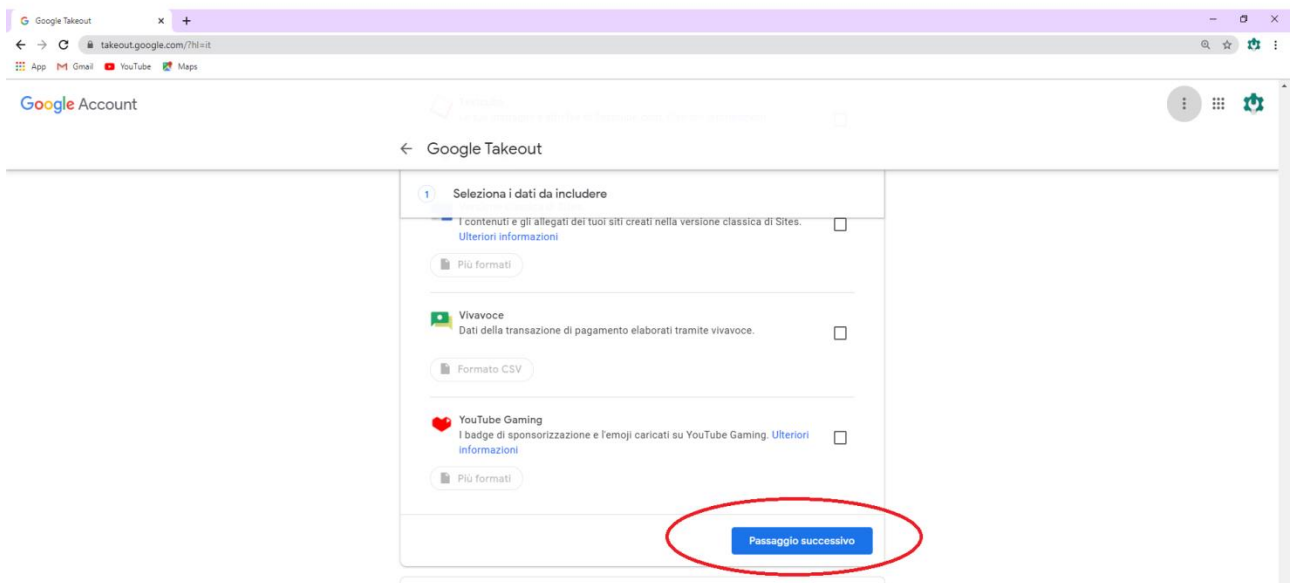 Google Takeout
takeout.google.com/?hl=it
App Gmail YouTube Maps
Google Account
Google Takeout
1 Seleziona i dati da includere
I contenuti e gli allegati dei tuoi siti creati nella versione classica di Sites.
Ulteriori informazioni
Più formati
Vivavoce
Dati della transazione di pagamento elaborati tramite vivavoce.
Formato CSV
YouTube Gaming
I badge di sponsorizzazione e l'emoji caricati su YouTube Gaming. Ulteriori
informazioni
Più formati
Passaggio successivo